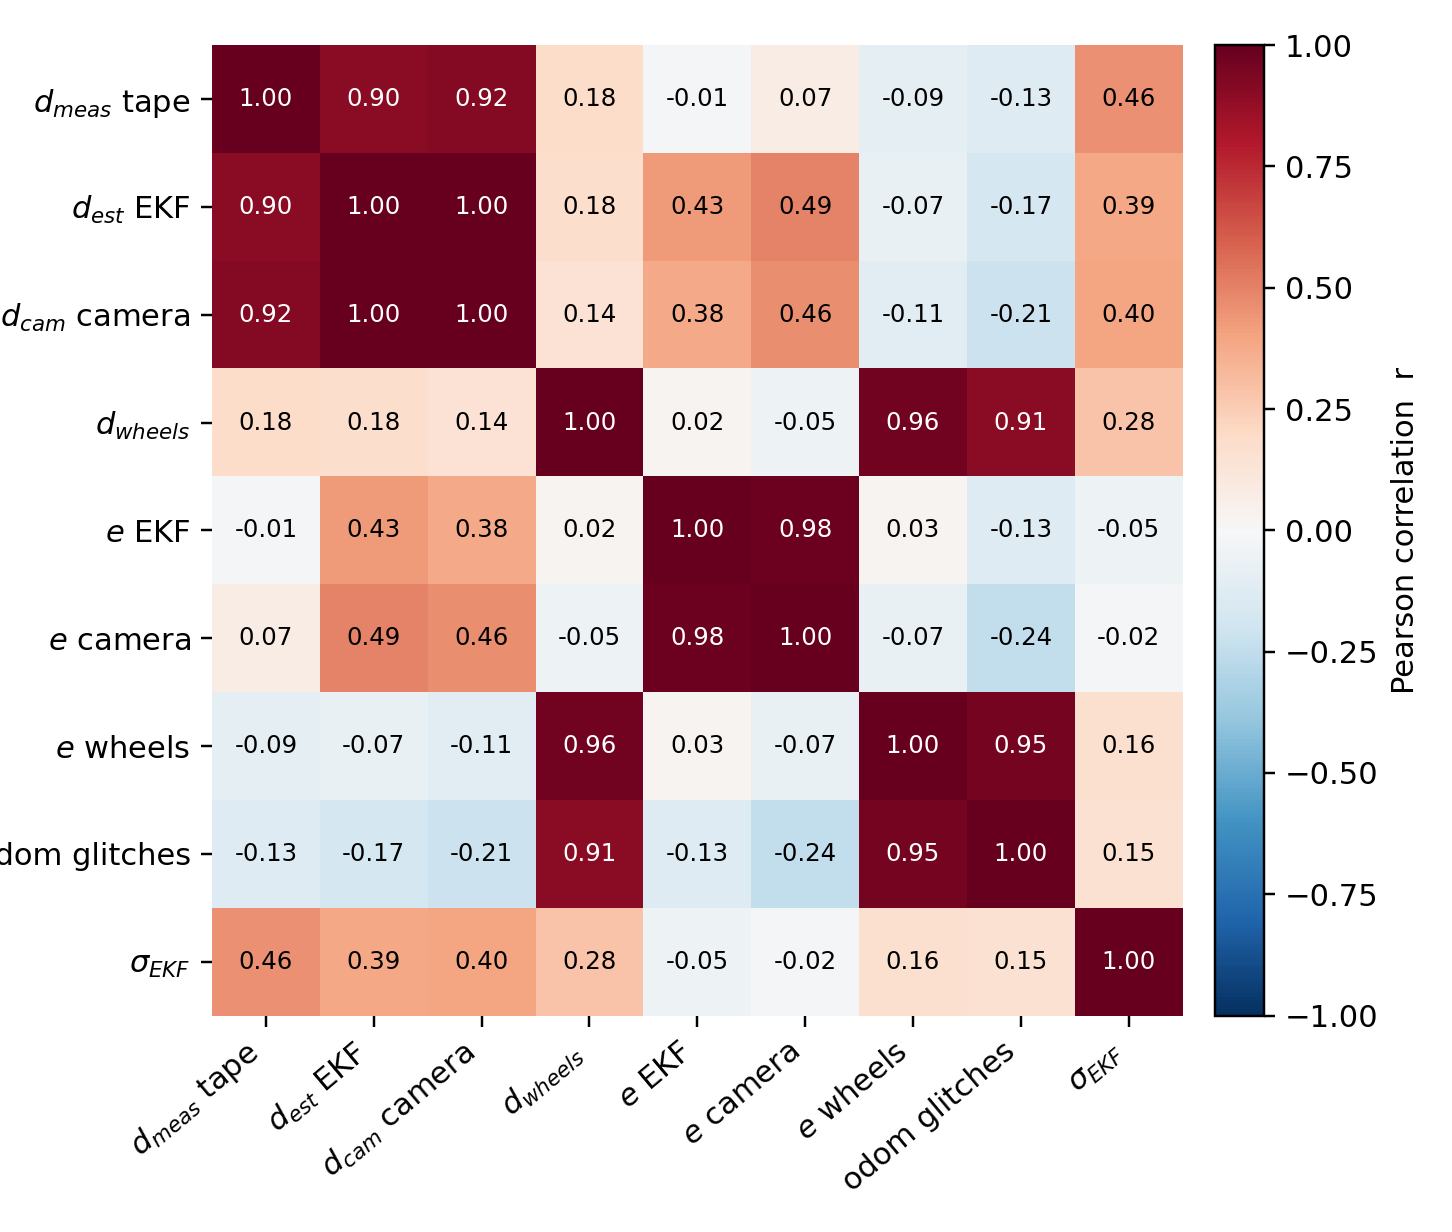 d_meas tape 1.00 0.90 0.92 0.18 -0.01 0.07 -0.09 -0.13 0.46
d_est EKF 0.90 1.00 1.00 0.18 0.43 0.49 -0.07 -0.17 0.39
d_cam camera 0.92 1.00 1.00 0.14 0.38 0.46 -0.11 -0.21 0.40
d_wheels 0.18 0.18 0.14 1.00 0.02 -0.05 0.96 0.91 0.28
e EKF -0.01 0.43 0.38 0.02 1.00 0.98 0.03 -0.13 -0.05
e camera 0.07 0.49 0.46 -0.05 0.98 1.00 -0.07 -0.24 -0.02
e wheels -0.09 -0.07 -0.11 0.96 0.03 -0.07 1.00 0.95 0.16
dom glitches -0.13 -0.17 -0.21 0.91 -0.13 -0.24 0.95 1.00 0.15
σ_EKF 0.46 0.39 0.40 0.28 -0.05 -0.02 0.16 0.15 1.00
d_meas tape
d_est EKF
d_cam camera
d_wheels
e EKF
e camera
e wheels
odom glitches
σ_EKF
1.00
0.75
0.50
0.25
0.00
−0.25
−0.50
−0.75
−1.00
Pearson correlation r